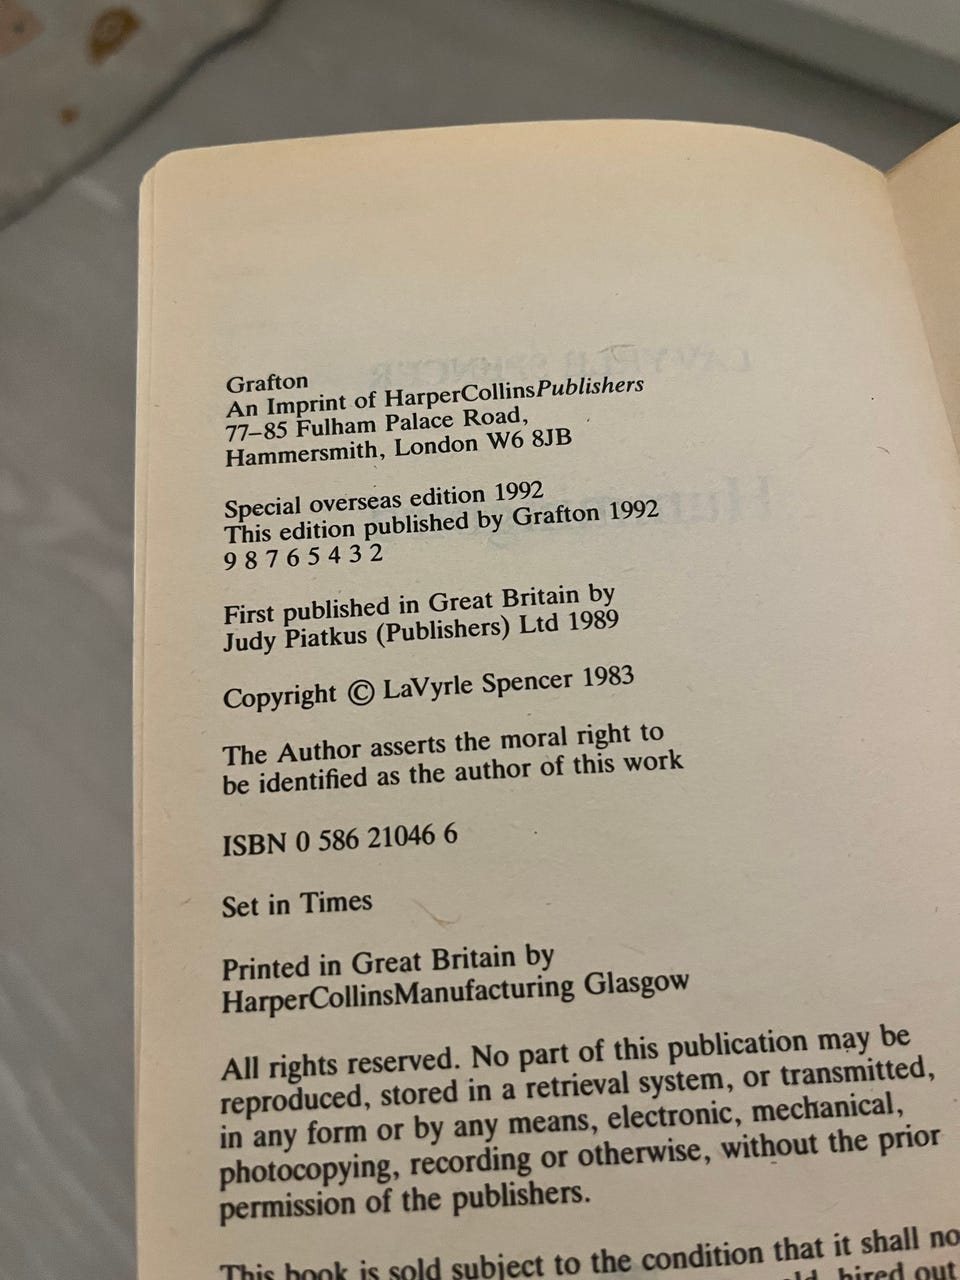 Grafton
An Imprint of HarperCollinsPublishers
77–85 Fulham Palace Road,
Hammersmith, London W6 8JB
Special overseas edition 1992
This edition published by Grafton 1992
9 8 7 6 5 4 3 2
First published in Great Britain by
Judy Piatkus (Publishers) Ltd 1989
Copyright © LaVyrle Spencer 1983
The Author asserts the moral right to
be identified as the author of this work
ISBN 0 586 21046 6
Set in Times
Printed in Great Britain by
HarperCollinsManufacturing Glasgow
All rights reserved. No part of this publication may be
reproduced, stored in a retrieval system, or transmitted,
in any form or by any means, electronic, mechanical,
photocopying, recording or otherwise, without the prior
permission of the publishers.
This book is sold subject to the condition that it shall no
hired out